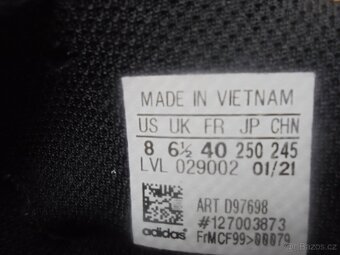 MADE IN VIETNAM
US UK FR JP CHN
8 6½ 40 250 245
LVL 029002 01/21
ART D97698
#127003873
adidas® FrMCF99>00079